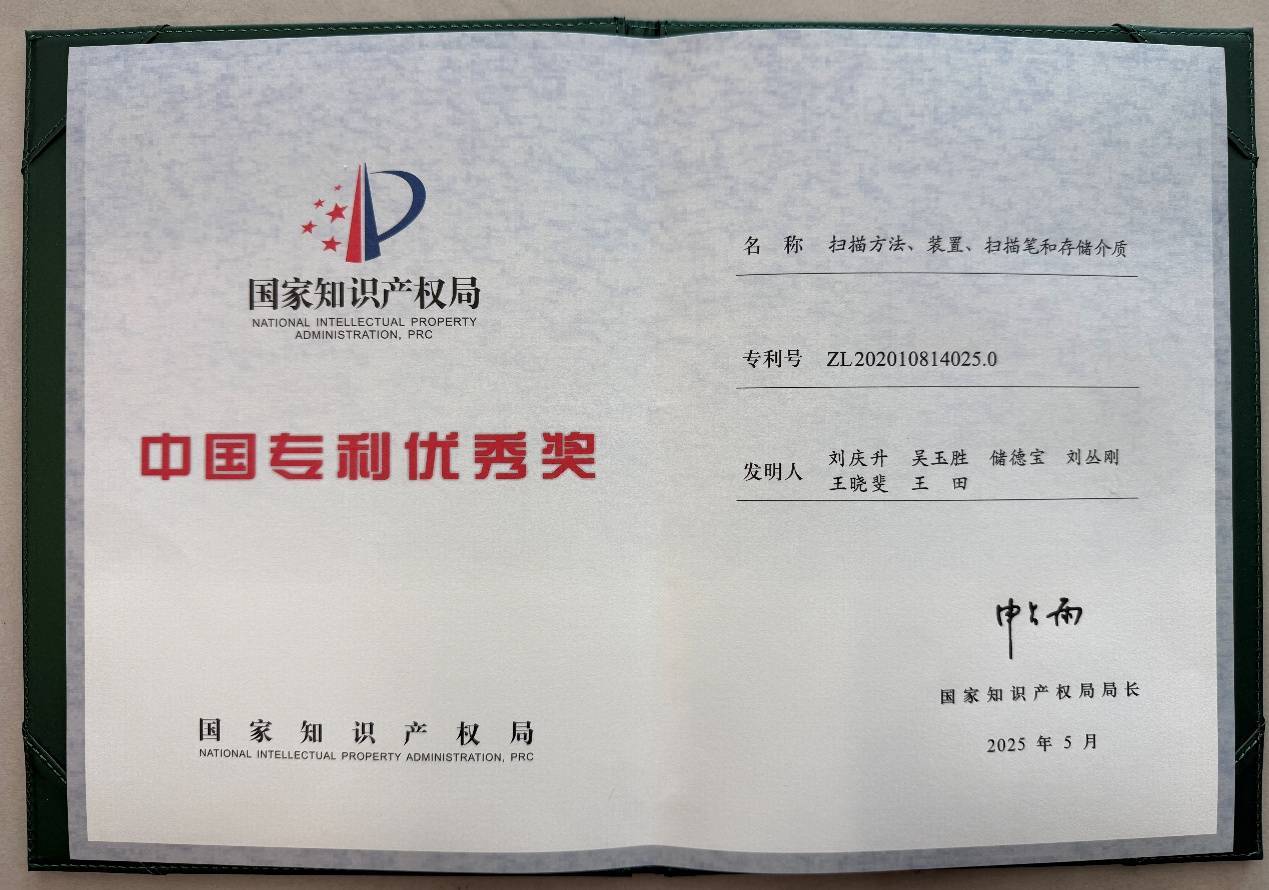 国家知识产权局
NATIONAL INTELLECTUAL PROPERTY
ADMINISTRATION, PRC
中国专利优秀奖
国家知识产权局
NATIONAL INTELLECTUAL PROPERTY ADMINISTRATION, PRC
名 称 扫描方法、装置、扫描笔和存储介质
专利号 ZL202010814025.0
发明人 刘庆升 吴玉胜 储德宝 刘丛刚
王晓斐 王 田
申长雨
国家知识产权局局长
2025 年 5 月